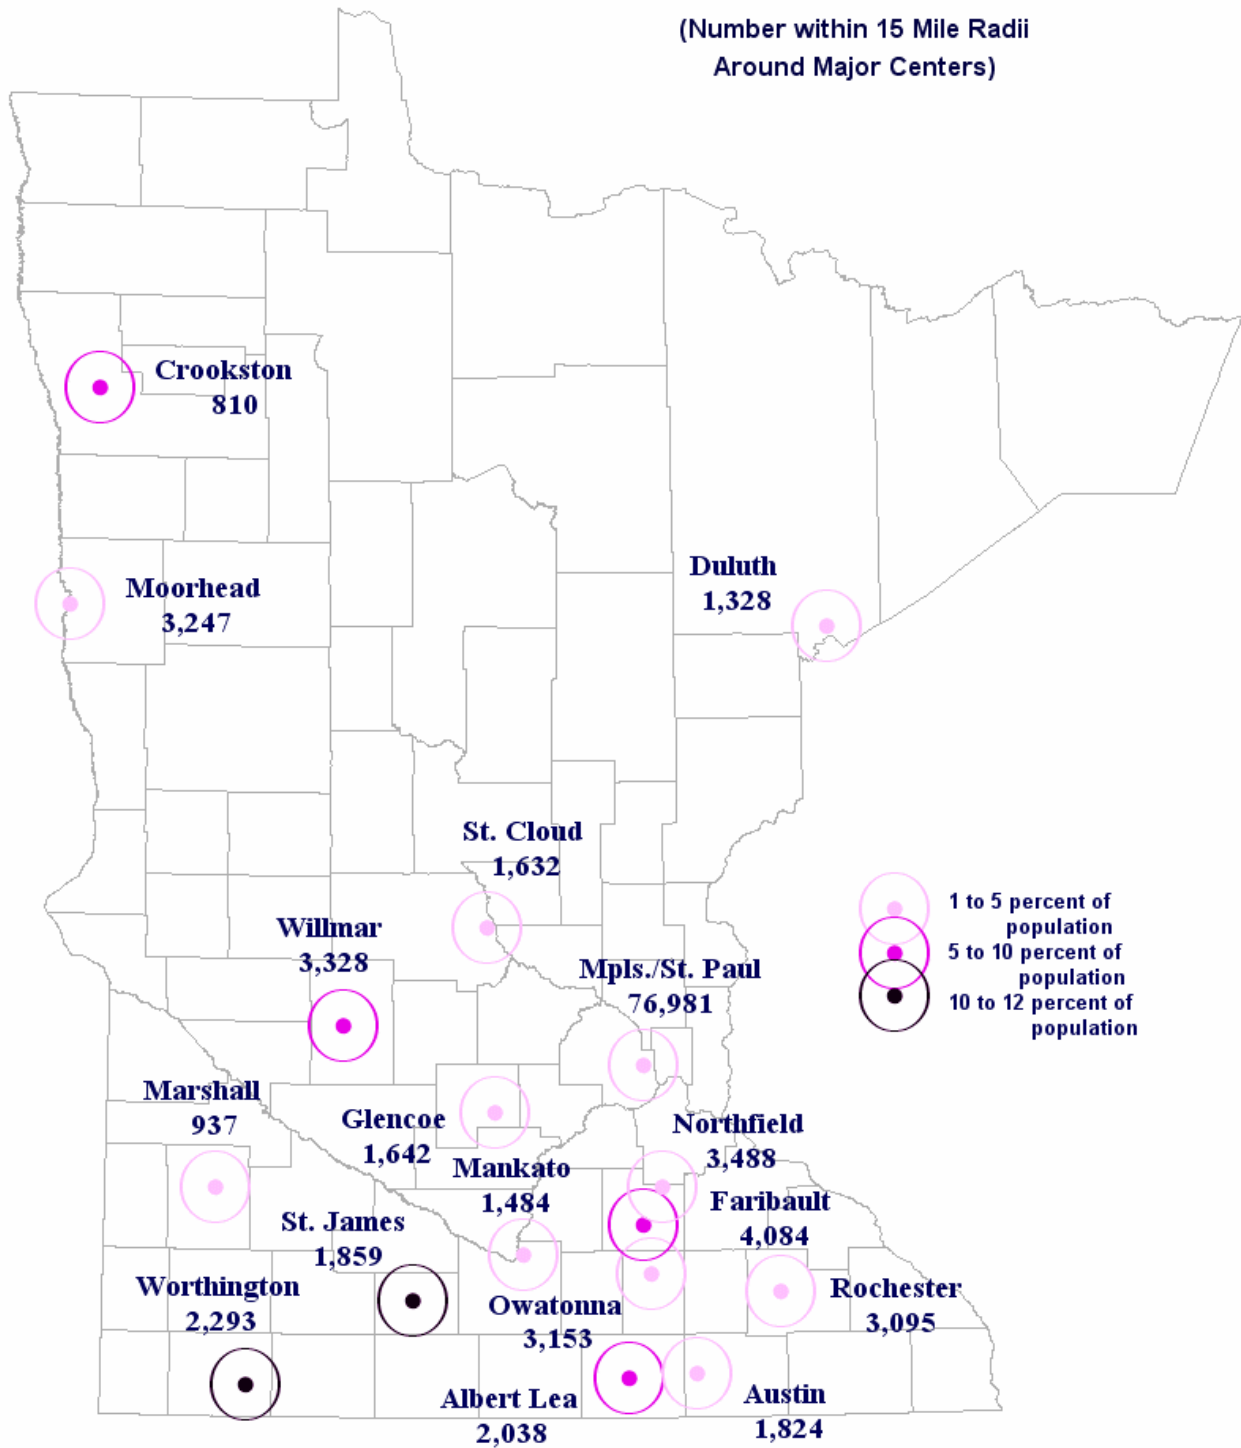 (Number within 15 Mile Radii
Around Major Centers)
Crookston
810
Moorhead
3,247
Duluth
1,328
St. Cloud
1,632
Willmar
3,328
Mpls./St. Paul
76,981
1 to 5 percent of
population
5 to 10 percent of
population
10 to 12 percent of
population
Marshall
937
Glencoe
1,642
Northfield
3,488
Mankato
1,484
Faribault
4,084
St. James
1,859
Worthington
2,293
Owatonna
3,153
Rochester
3,095
Albert Lea
2,038
Austin
1,824